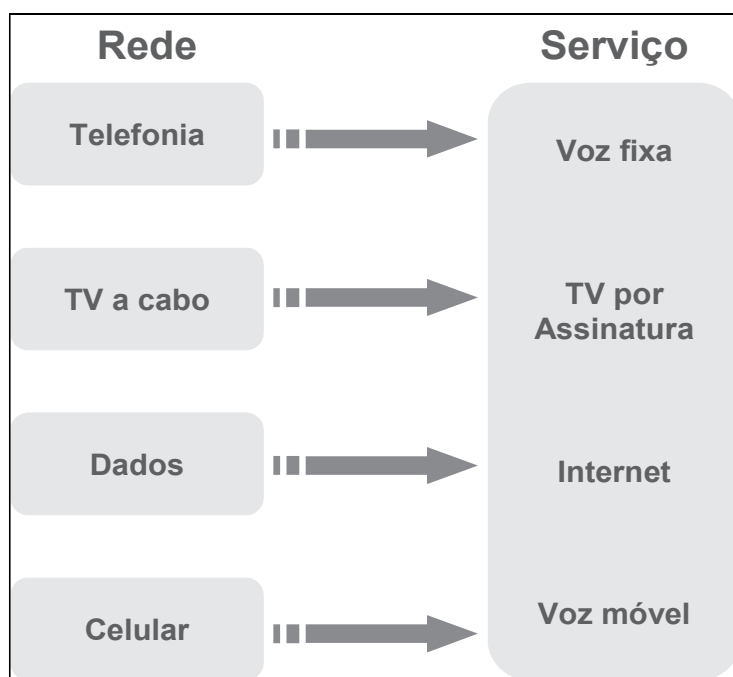 Rede
Serviço
Telefonia
Voz fixa
TV a cabo
TV por
Assinatura
Dados
Internet
Celular
Voz móvel